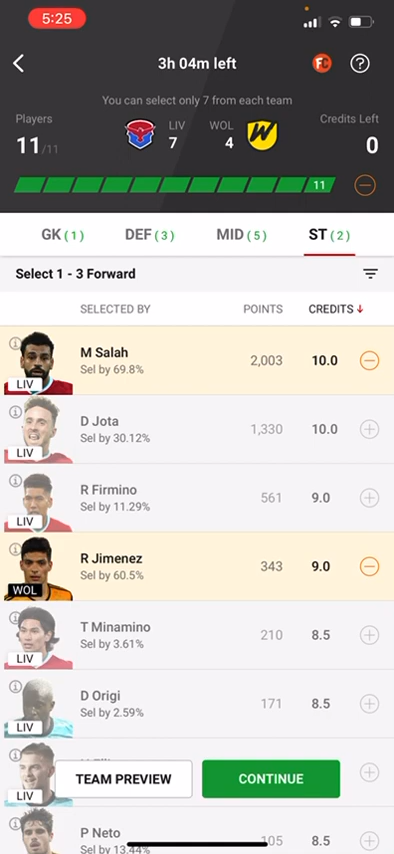 5:25
3h 04m left
FC
?
You can select only 7 from each team
Players
LIV
WOL
Credits Left
11/11
7
4
W
0
11
GK (1)
DEF (3)
MID (5)
ST (2)
Select 1 - 3 Forward
SELECTED BY
POINTS
CREDITS ↓
M Salah
Sel by 69.8%
2,003
10.0
LIV
D Jota
Sel by 30.12%
1,330
10.0
LIV
R Firmino
Sel by 11.29%
561
9.0
LIV
R Jimenez
Sel by 60.5%
343
9.0
WOL
T Minamino
Sel by 3.61%
210
8.5
LIV
D Origi
Sel by 2.59%
171
8.5
LIV
LIV
TEAM PREVIEW
CONTINUE
P Neto
Sel by 13.44%
105
8.5